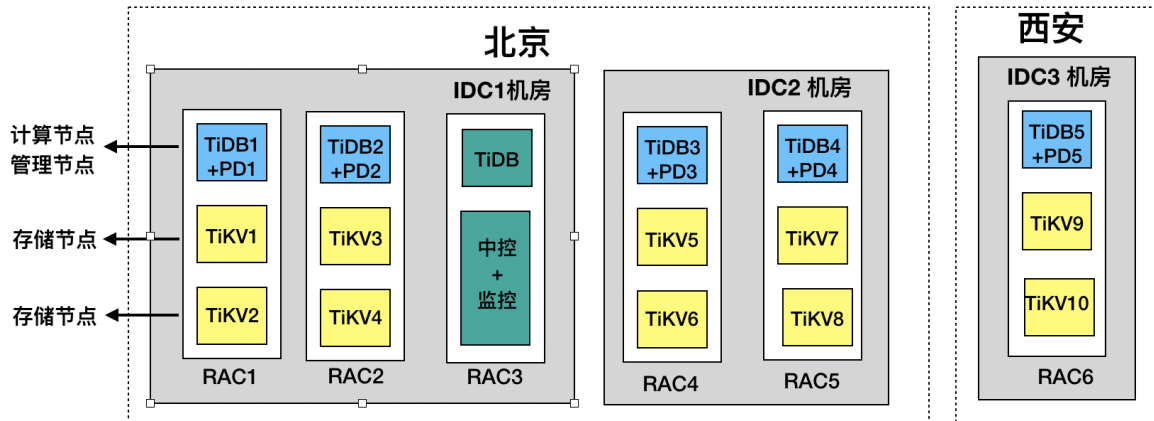 北京
西安
IDC1机房
IDC2 机房
IDC3 机房
计算节点
管理节点
TiDB1
+PD1
TiDB2
+PD2
TiDB
TiDB3
+PD3
TiDB4
+PD4
TiDB5
+PD5
存储节点
TiKV1
TiKV3
中控
+
监控
TiKV5
TiKV7
TiKV9
存储节点
TiKV2
TiKV4
TiKV6
TiKV8
TiKV10
RAC1
RAC2
RAC3
RAC4
RAC5
RAC6